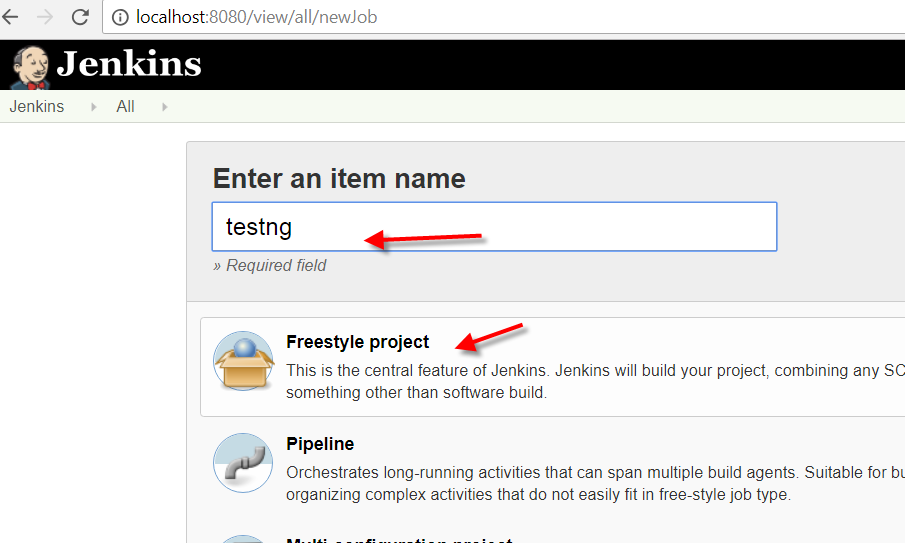 localhost:8080/view/all/newJob
Jenkins
Jenkins All
Enter an item name
testng
» Required field
Freestyle project
This is the central feature of Jenkins. Jenkins will build your project, combining any SC
something other than software build.
Pipeline
Orchestrates long-running activities that can span multiple build agents. Suitable for bu
organizing complex activities that do not easily fit in free-style job type.
Multi-configuration project